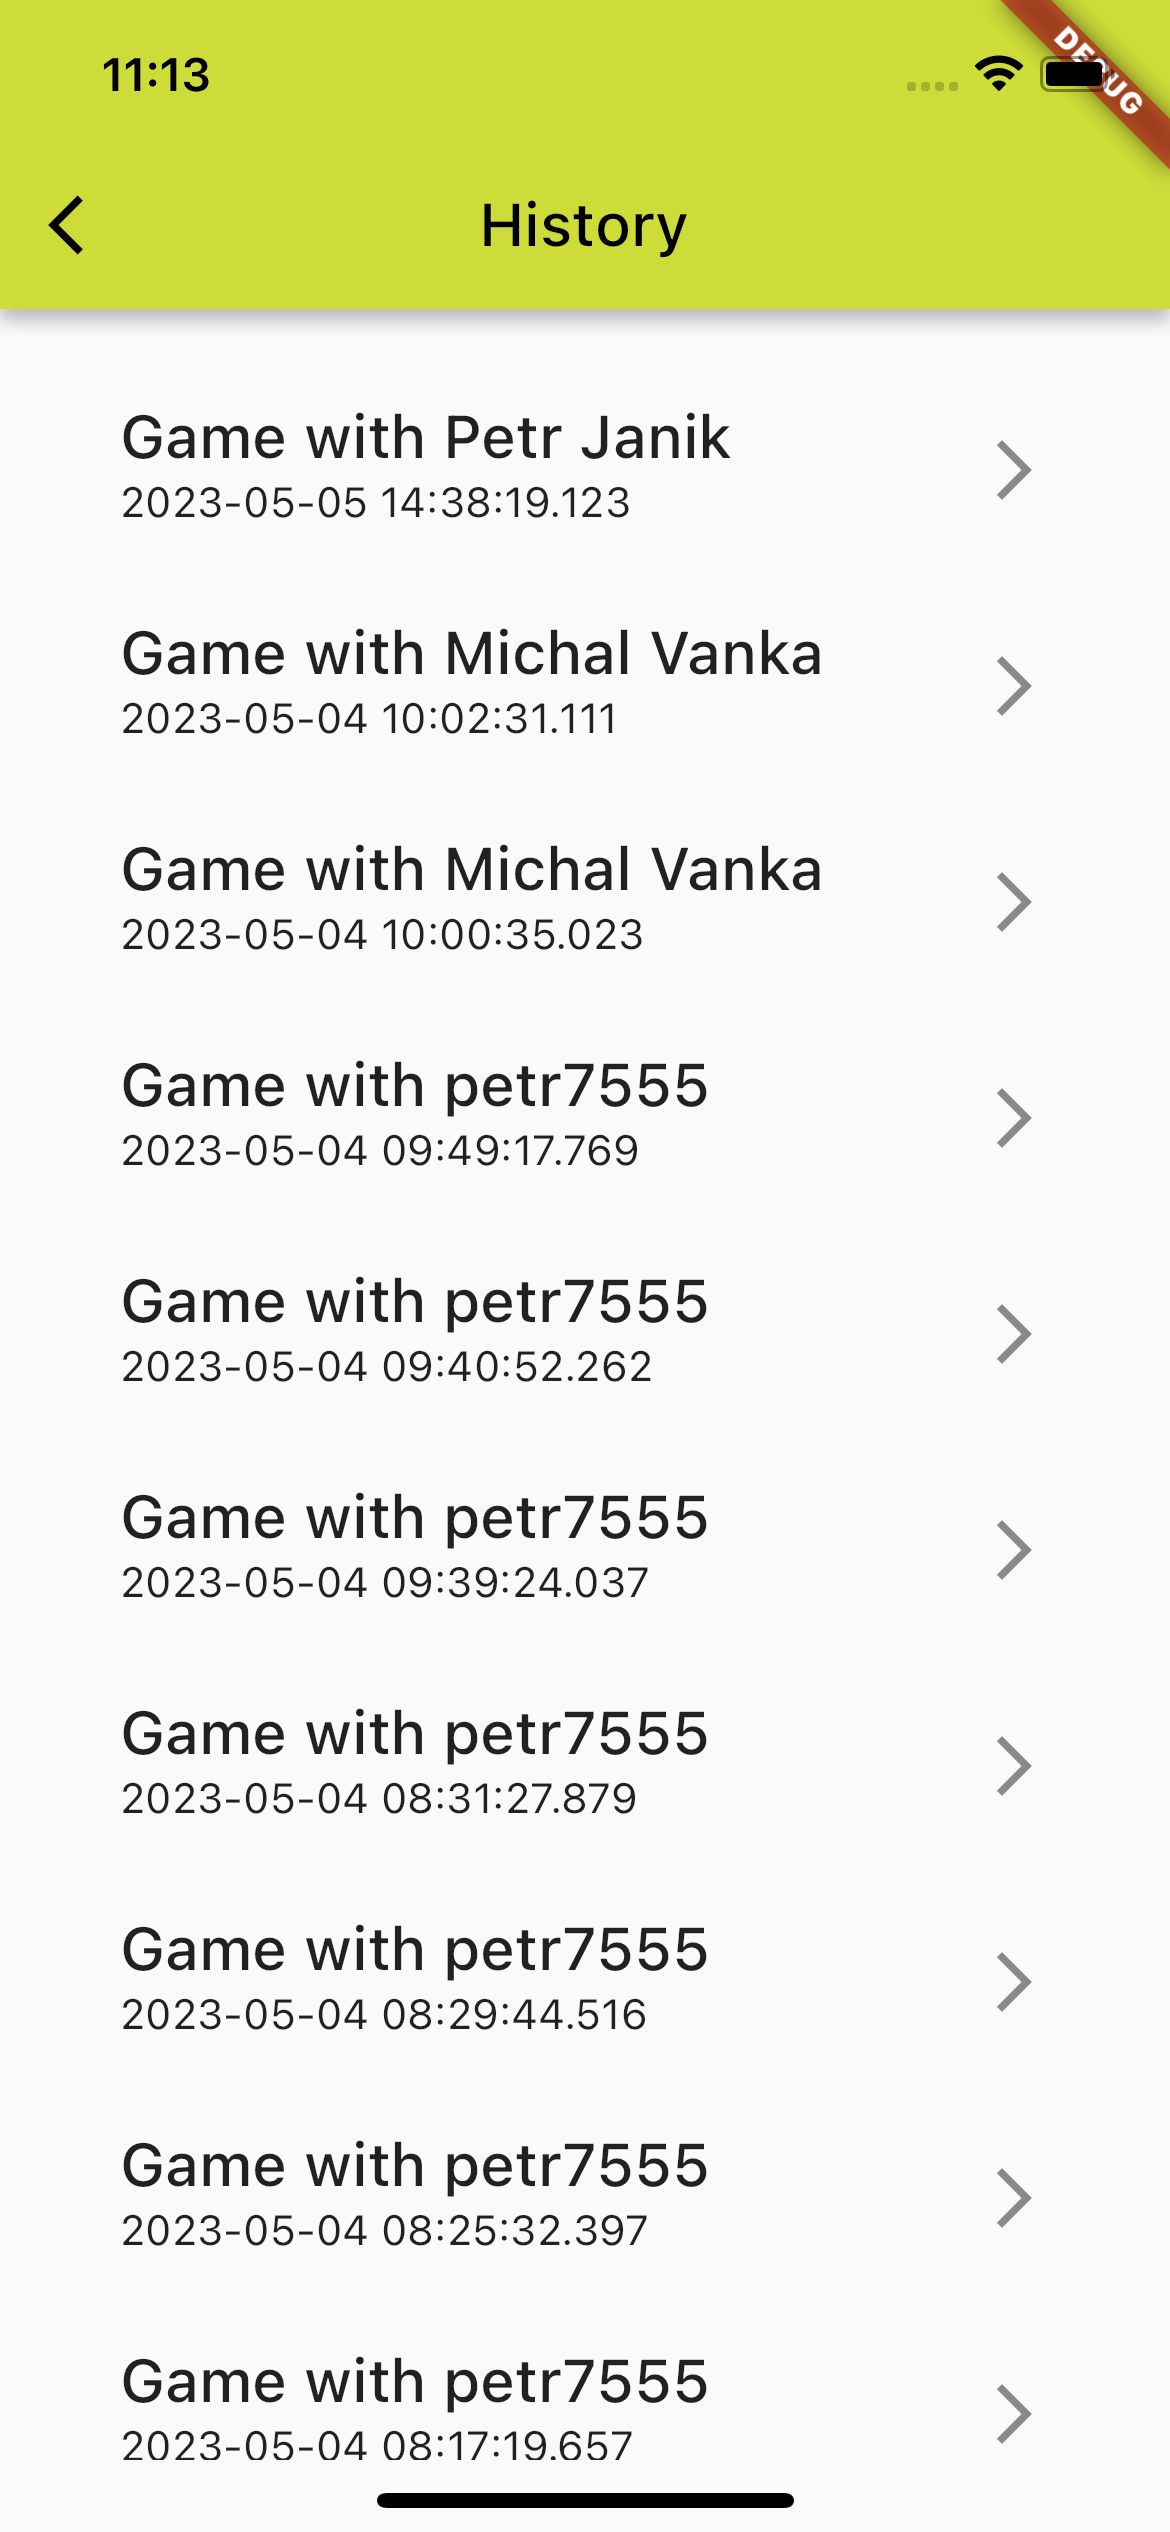 11:13
DEBUG
History
Game with Petr Janik
2023-05-05 14:38:19.123
Game with Michal Vanka
2023-05-04 10:02:31.111
Game with Michal Vanka
2023-05-04 10:00:35.023
Game with petr7555
2023-05-04 09:49:17.769
Game with petr7555
2023-05-04 09:40:52.262
Game with petr7555
2023-05-04 09:39:24.037
Game with petr7555
2023-05-04 08:31:27.879
Game with petr7555
2023-05-04 08:29:44.516
Game with petr7555
2023-05-04 08:25:32.397
Game with petr7555
2023-05-04 08:17:19.657